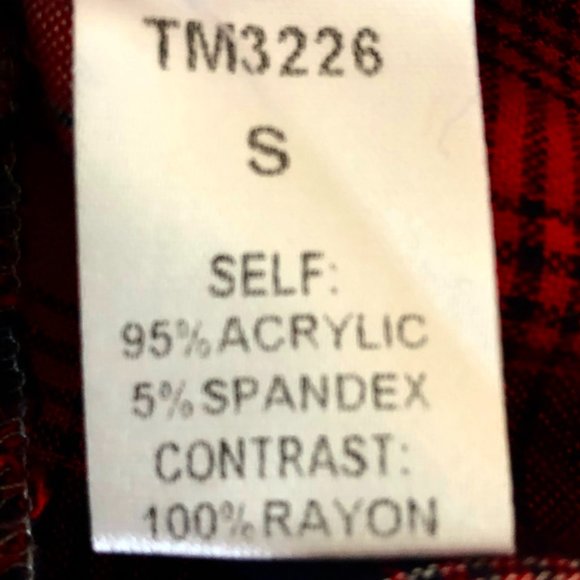 TM3226
S
SELF:
95% ACRYLIC
5% SPANDEX
CONTRAST:
100% RAYON